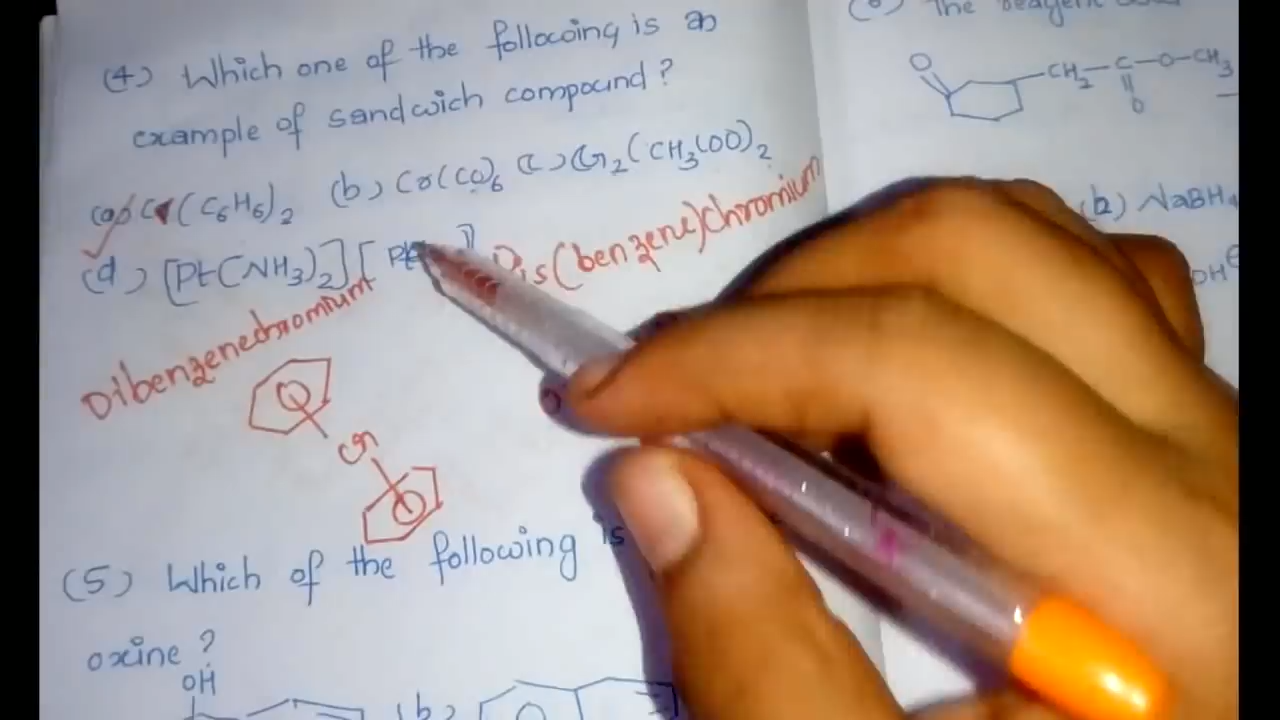 (4) Which one of the following is an
example of sandwich compound?
(a) Cr(C6H6)2 (b) Cr(CO)6 (c) Cr2(CH3COO)2
(d) [Pt(NH3)2][Pt ]
Bis(benzene)chromium
Dibenzenechromium
Cr
(5) Which of the following is
oxine?
OH
(b)
The reagent
O
CH2-C-O-CH3
O
(b) NaBH4